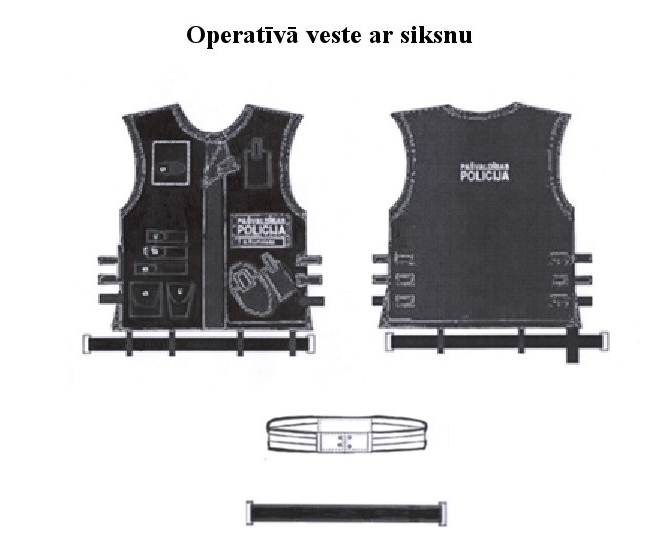 Operatīvā veste ar siksnu
PAŠVALDĪBAS
POLICIJA
PAŠVALDĪBAS
POLICIJA